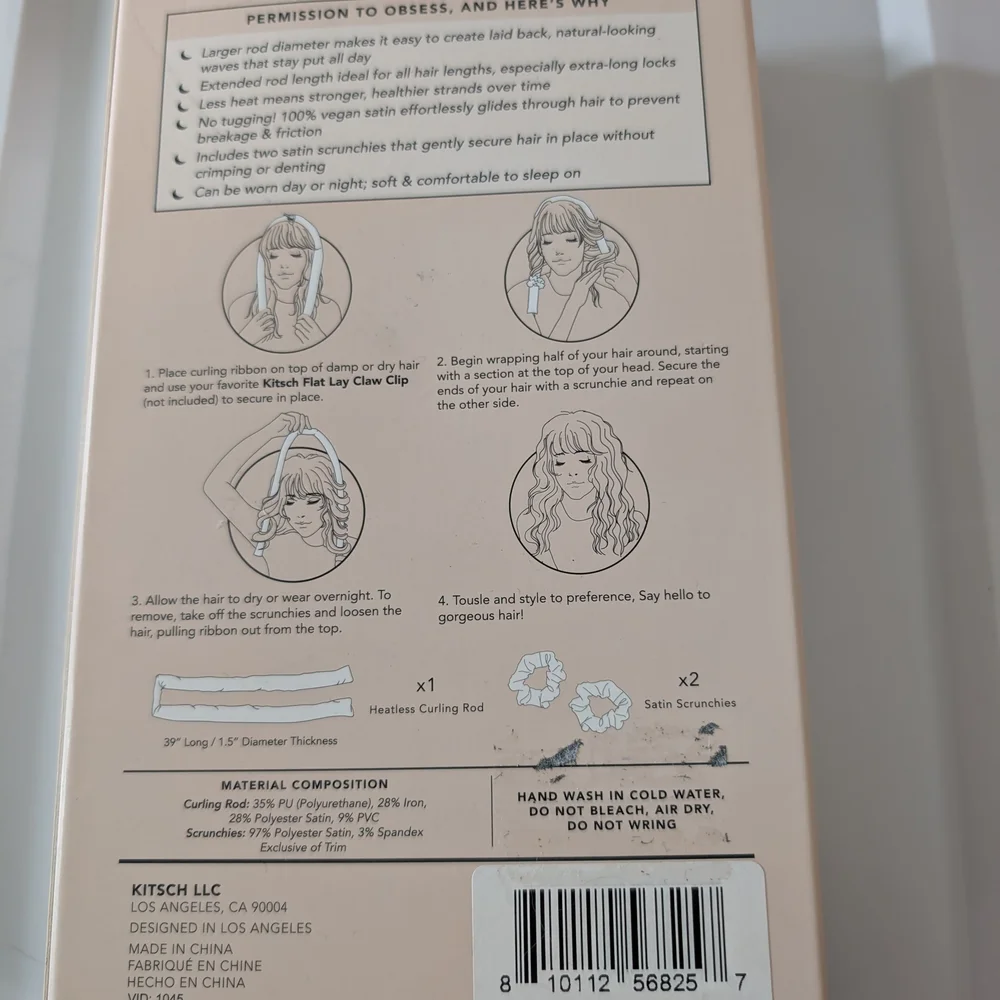 PERMISSION TO OBSESS, AND HERE'S WHY
Larger rod diameter makes it easy to create laid back, natural-looking
waves that stay put all day
Extended rod length ideal for all hair lengths, especially extra-long locks
Less heat means stronger, healthier strands over time
No tugging! 100% vegan satin effortlessly glides through hair to prevent
breakage & friction
Includes two satin scrunchies that gently secure hair in place without
crimping or denting
Can be worn day or night; soft & comfortable to sleep on
1. Place curling ribbon on top of damp or dry hair
and use your favorite Kitsch Flat Lay Claw Clip
(not included) to secure in place.
2. Begin wrapping half of your hair around, starting
with a section at the top of your head. Secure the
ends of your hair with a scrunchie and repeat on
the other side.
3. Allow the hair to dry or wear overnight. To
remove, take off the scrunchies and loosen the
hair, pulling ribbon out from the top.
4. Tousle and style to preference, Say hello to
gorgeous hair!
x1
Heatless Curling Rod
39" Long / 1.5" Diameter Thickness
x2
Satin Scrunchies
MATERIAL COMPOSITION
Curling Rod: 35% PU (Polyurethane), 28% Iron,
28% Polyester Satin, 9% PVC
Scrunchies: 97% Polyester Satin, 3% Spandex
Exclusive of Trim
HAND WASH IN COLD WATER,
DO NOT BLEACH, AIR DRY,
DO NOT WRING
KITSCH LLC
LOS ANGELES, CA 90004
DESIGNED IN LOS ANGELES
MADE IN CHINA
FABRIQUÉ EN CHINE
HECHO EN CHINA
VID: 1045
8 10112 56825 7